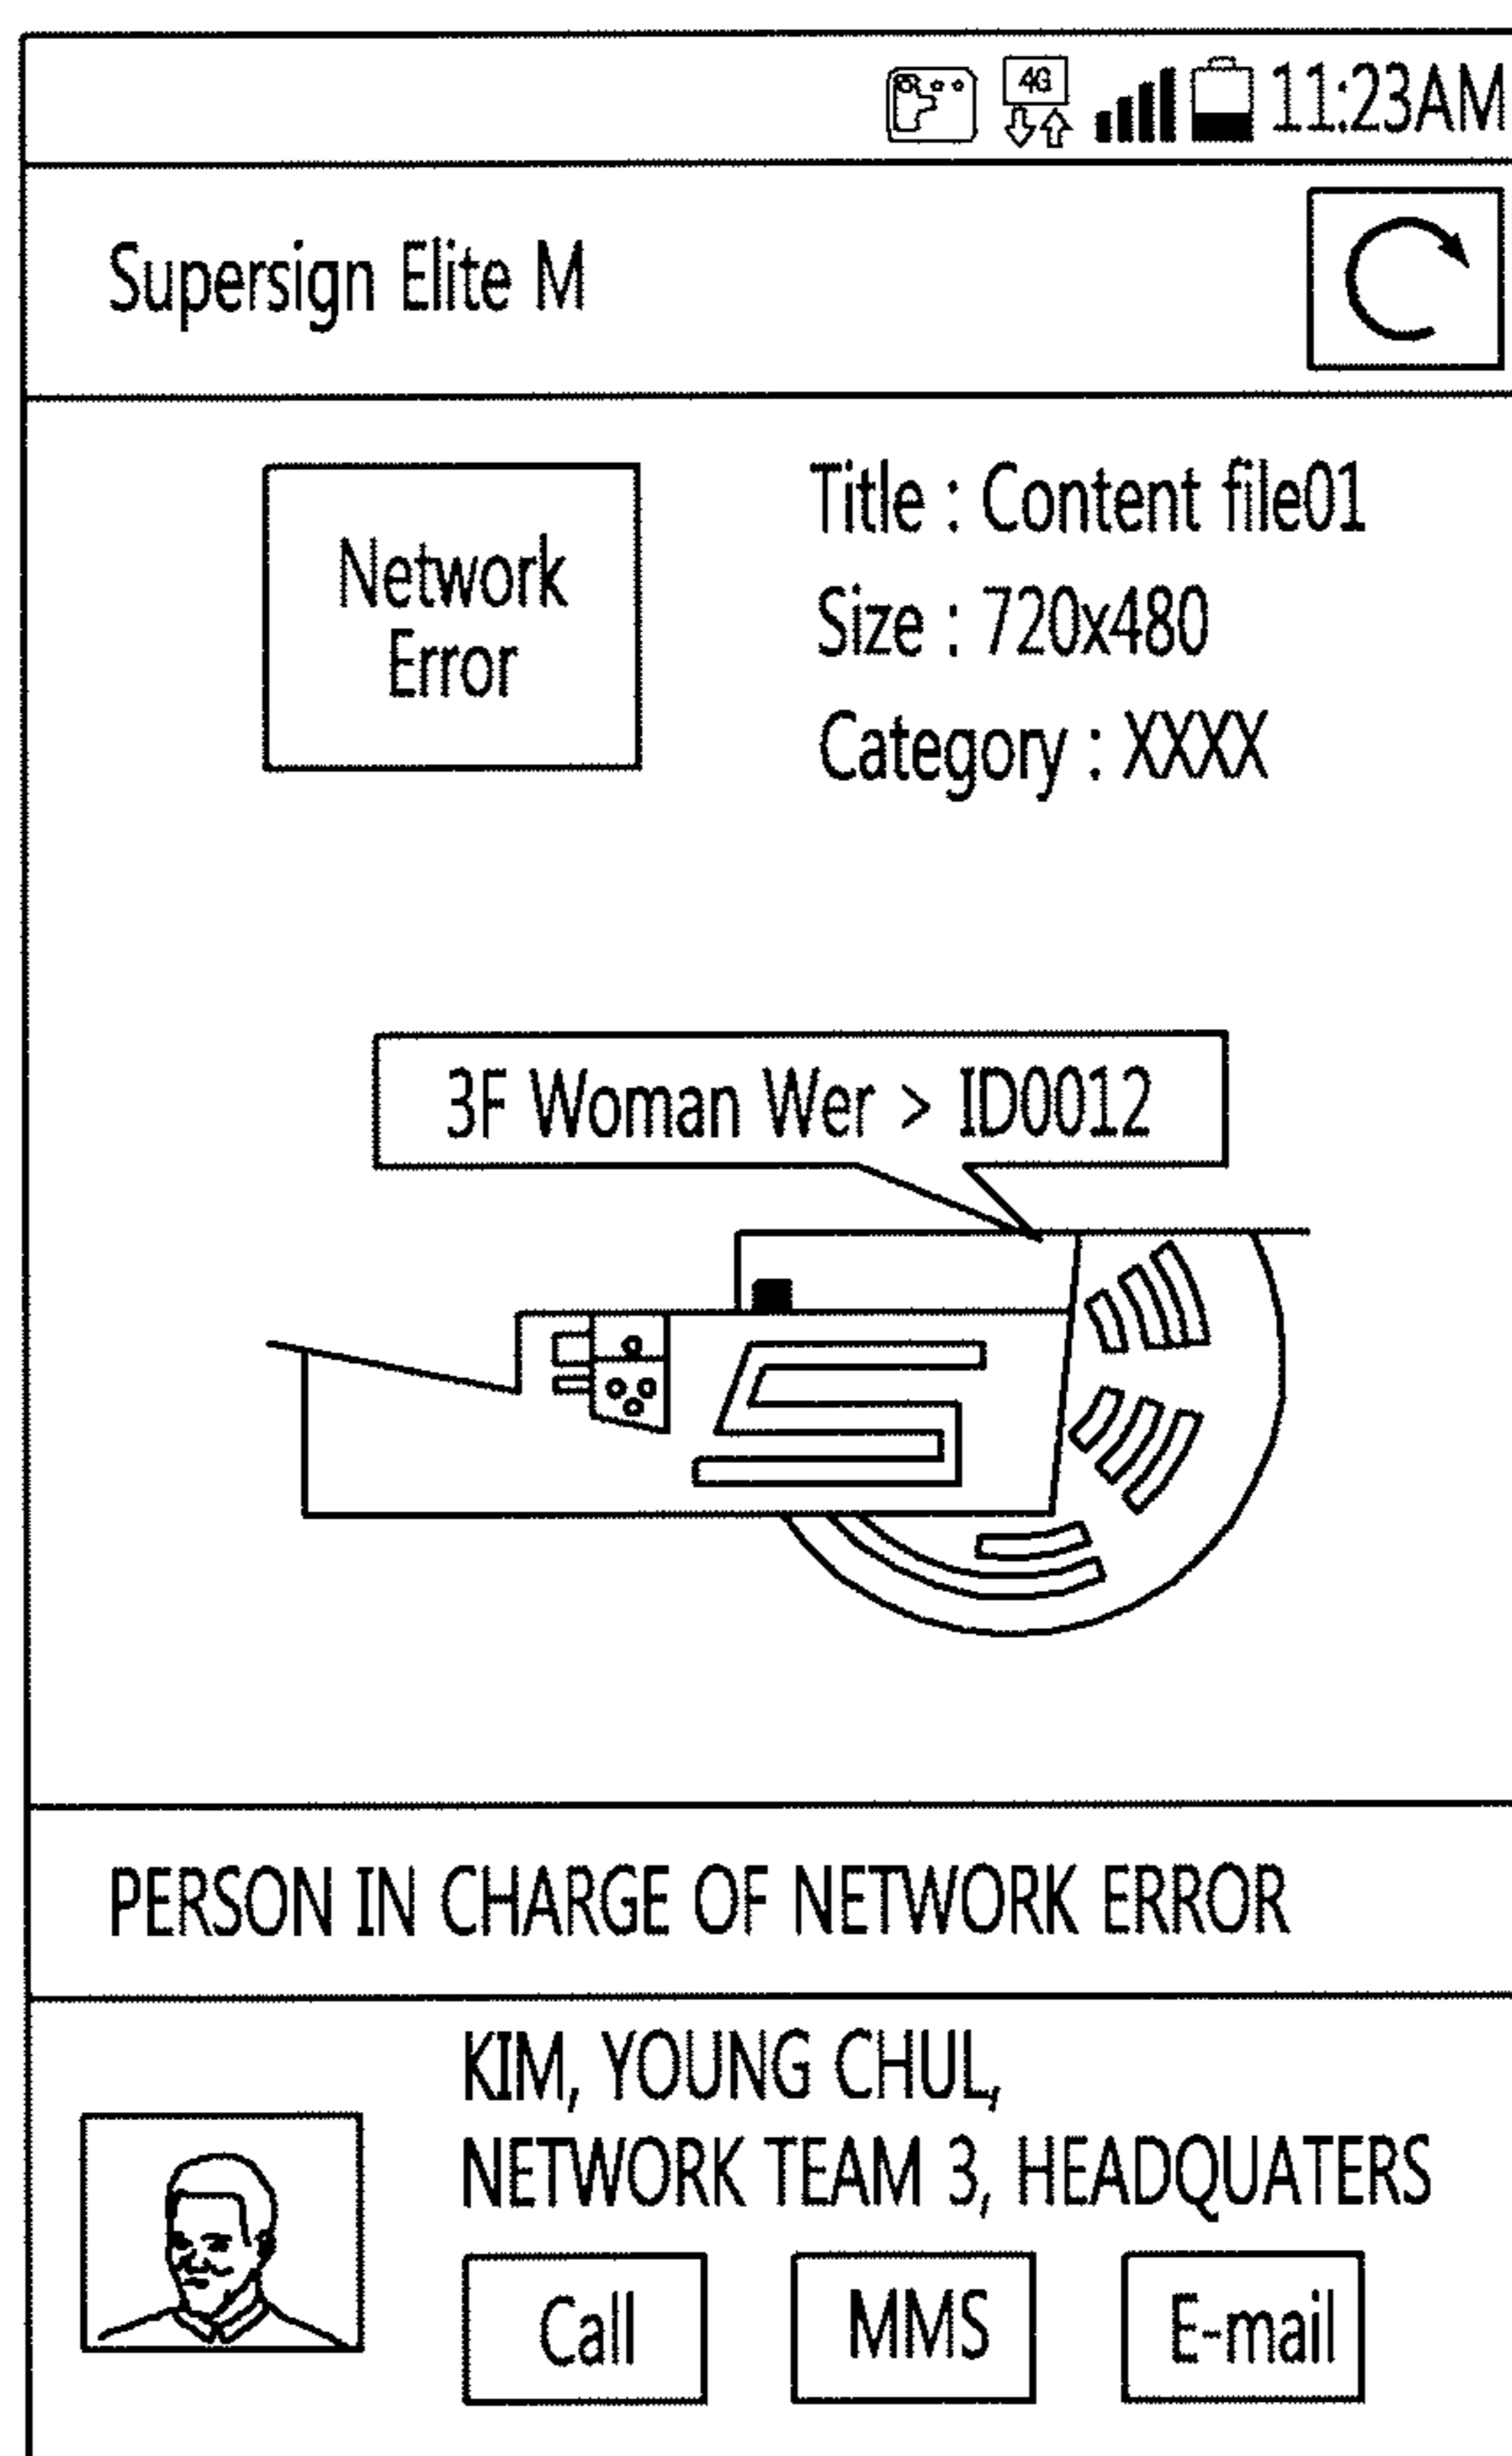 4G 11:23AM
Supersign Elite M
Network
Error
Title : Content file01
Size : 720x480
Category : XXXX
3F Woman Wer > ID0012
PERSON IN CHARGE OF NETWORK ERROR
KIM, YOUNG CHUL,
NETWORK TEAM 3, HEADQUATERS
Call MMS E-mail